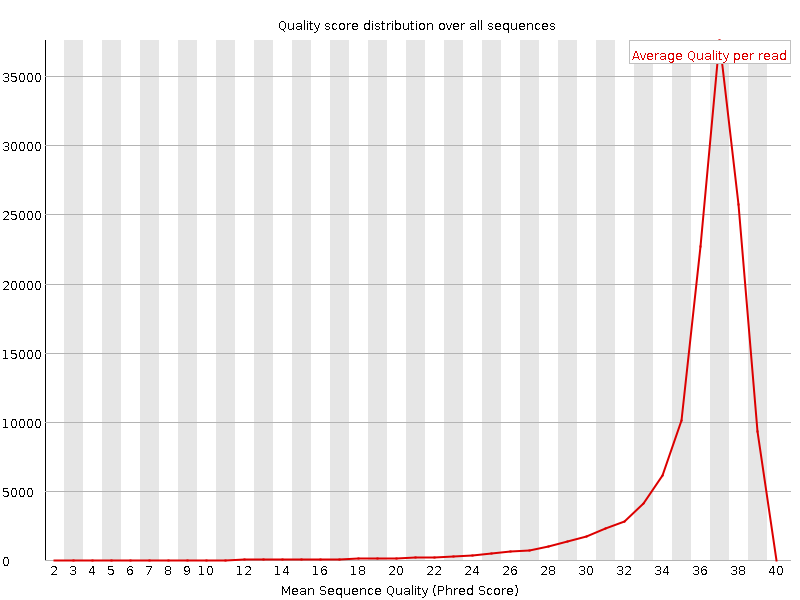 Quality score distribution over all sequences
Average Quality per read
35000
30000
25000
20000
15000
10000
5000
0
2 3 4 5 6 7 8 9 10 12 14 16 18 20 22 24 26 28 30 32 34 36 38 40
Mean Sequence Quality (Phred Score)